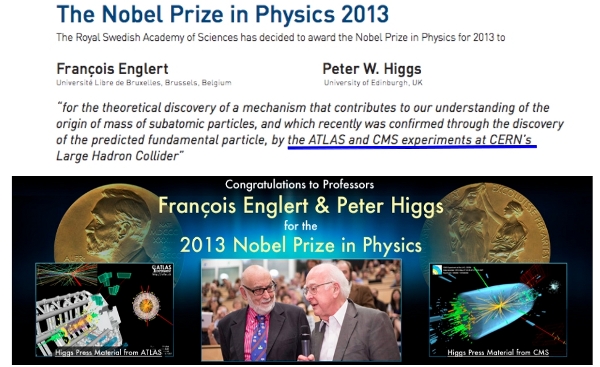 The Nobel Prize in Physics 2013
The Royal Swedish Academy of Sciences has decided to award the Nobel Prize in Physics for 2013 to
François Englert
Université Libre de Bruxelles, Brussels, Belgium
Peter W. Higgs
University of Edinburgh, UK
“for the theoretical discovery of a mechanism that contributes to our understanding of the
origin of mass of subatomic particles, and which recently was confirmed through the discovery
of the predicted fundamental particle, by the ATLAS and CMS experiments at CERN’s
Large Hadron Collider”
Congratulations to Professors
François Englert & Peter Higgs
for the
2013 Nobel Prize in Physics
ATLAS
Higgs Press Material from ATLAS
Higgs Press Material from CMS